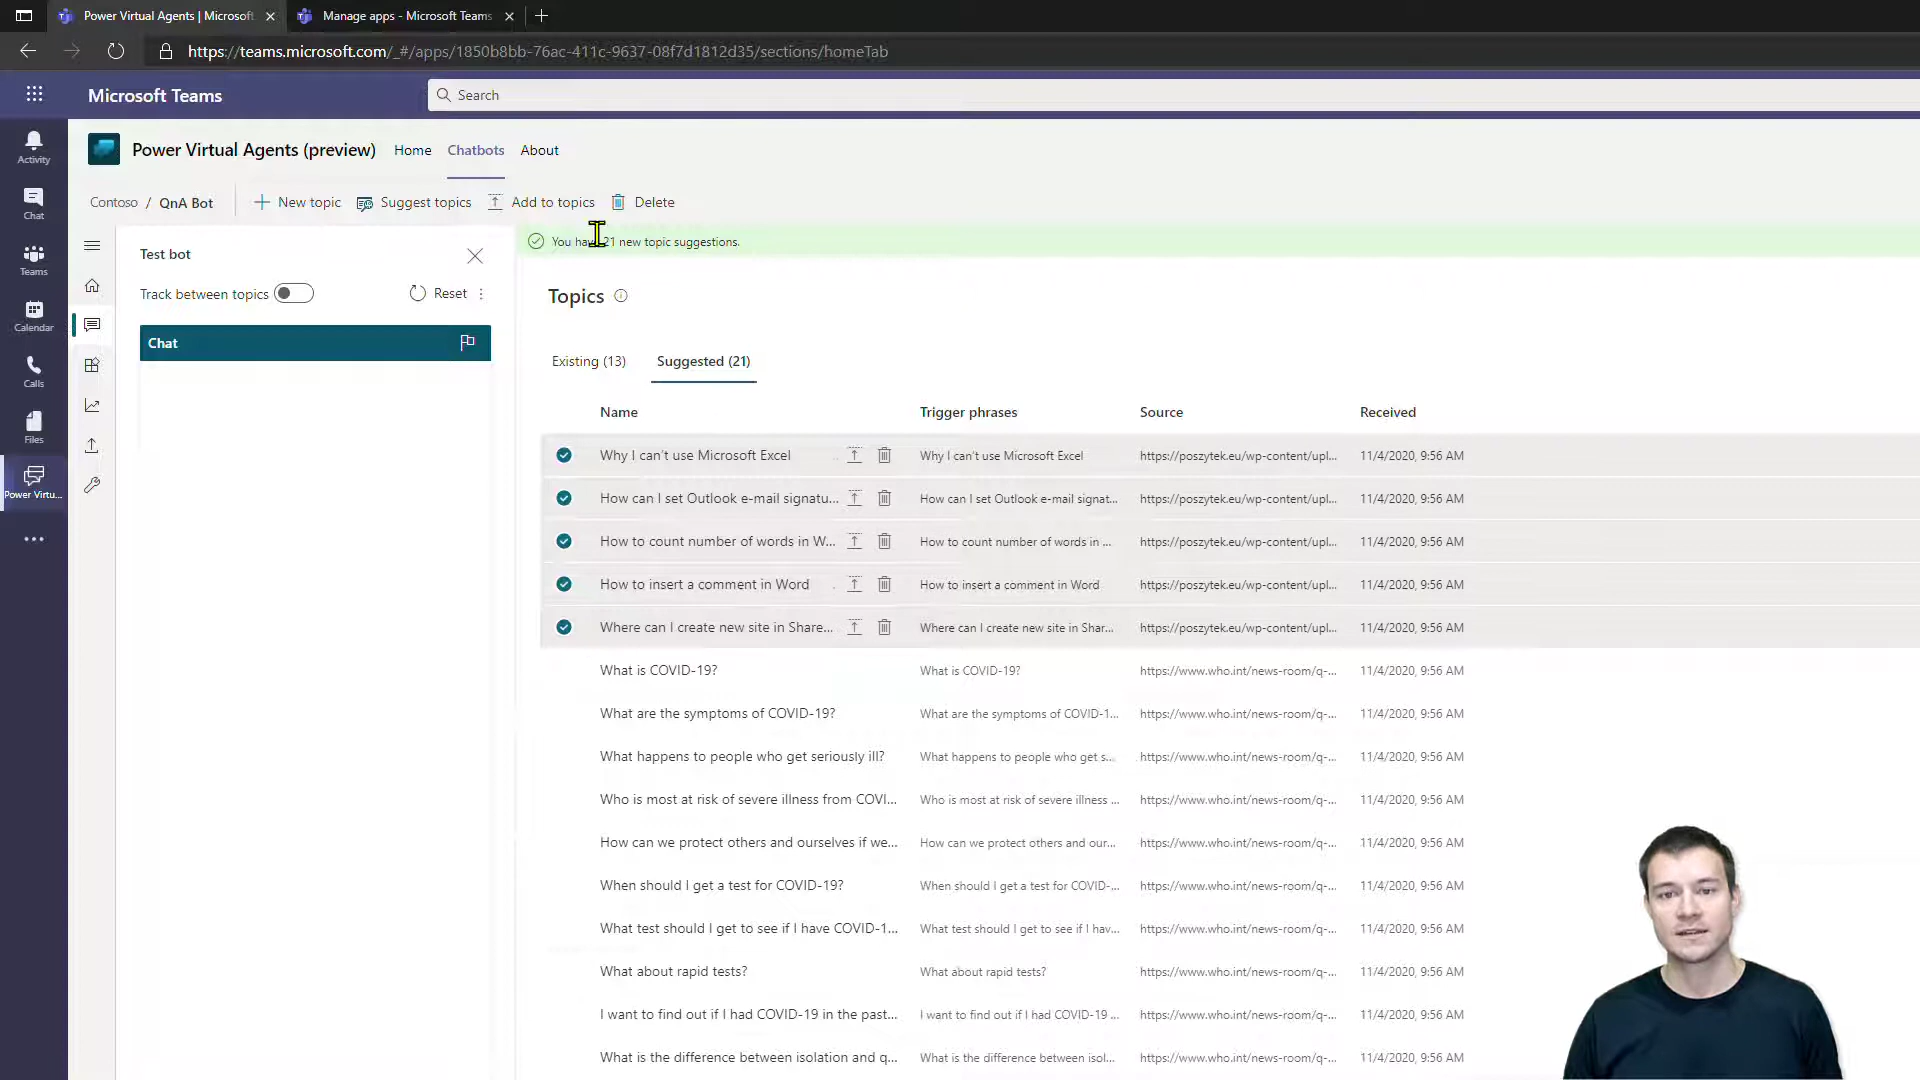 Power Virtual Agents | Microsoft
Manage apps - Microsoft Teams
https://teams.microsoft.com/_#/apps/1850b8bb-76ac-411c-9637-08f7d1812d35/sections/homeTab
Microsoft Teams
Search
Activity
Chat
Teams
Calendar
Calls
Files
Power Virtu...
Power Virtual Agents (preview)
Home
Chatbots
About
Contoso / QnA Bot
New topic
Suggest topics
Add to topics
Delete
Test bot
Track between topics
Reset
Chat
You have 21 new topic suggestions.
Topics
Existing (13)
Suggested (21)
Name Trigger phrases Source Received
Why I can't use Microsoft Excel Why I can't use Microsoft Excel https://poszytek.eu/wp-content/upl... 11/4/2020, 9:56 AM
How can I set Outlook e-mail signatu... How can I set Outlook e-mail signat... https://poszytek.eu/wp-content/upl... 11/4/2020, 9:56 AM
How to count number of words in W... How to count number of words in ... https://poszytek.eu/wp-content/upl... 11/4/2020, 9:56 AM
How to insert a comment in Word How to insert a comment in Word https://poszytek.eu/wp-content/upl... 11/4/2020, 9:56 AM
Where can I create new site in Share... Where can I create new site in Shar... https://poszytek.eu/wp-content/upl... 11/4/2020, 9:56 AM
What is COVID-19? What is COVID-19? https://www.who.int/news-room/q-... 11/4/2020, 9:56 AM
What are the symptoms of COVID-19? What are the symptoms of COVID-1... https://www.who.int/news-room/q-... 11/4/2020, 9:56 AM
What happens to people who get seriously ill? What happens to people who get s... https://www.who.int/news-room/q-... 11/4/2020, 9:56 AM
Who is most at risk of severe illness from COVI... Who is most at risk of severe illness ... https://www.who.int/news-room/q-... 11/4/2020, 9:56 AM
How can we protect others and ourselves if we... How can we protect others and our... https://www.who.int/news-room/q-... 11/4/2020, 9:56 AM
When should I get a test for COVID-19? When should I get a test for COVID-... https://www.who.int/news-room/q-... 11/4/2020, 9:56 AM
What test should I get to see if I have COVID-1... What test should I get to see if I hav... https://www.who.int/news-room/q-... 11/4/2020, 9:56 AM
What about rapid tests? What about rapid tests? https://www.who.int/news-room/q-... 11/4/2020, 9:56 AM
I want to find out if I had COVID-19 in the past... I want to find out if I had COVID-19 ... https://www.who.int/news-room/q-... 11/4/2020, 9:56 AM
What is the difference between isolation and q... What is the difference between isol... https://www.who.int/news-room/q-... 11/4/2020, 9:56 AM